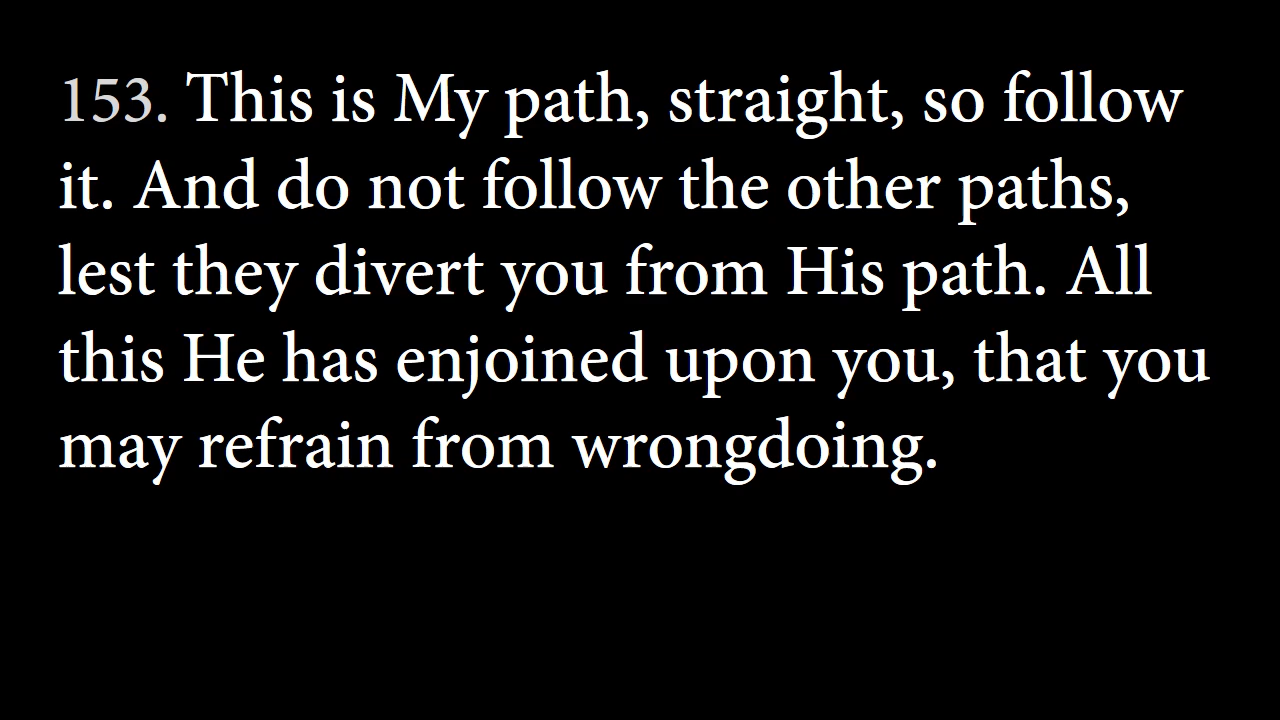 153. This is My path, straight, so follow
it. And do not follow the other paths,
lest they divert you from His path. All
this He has enjoined upon you, that you
may refrain from wrongdoing.